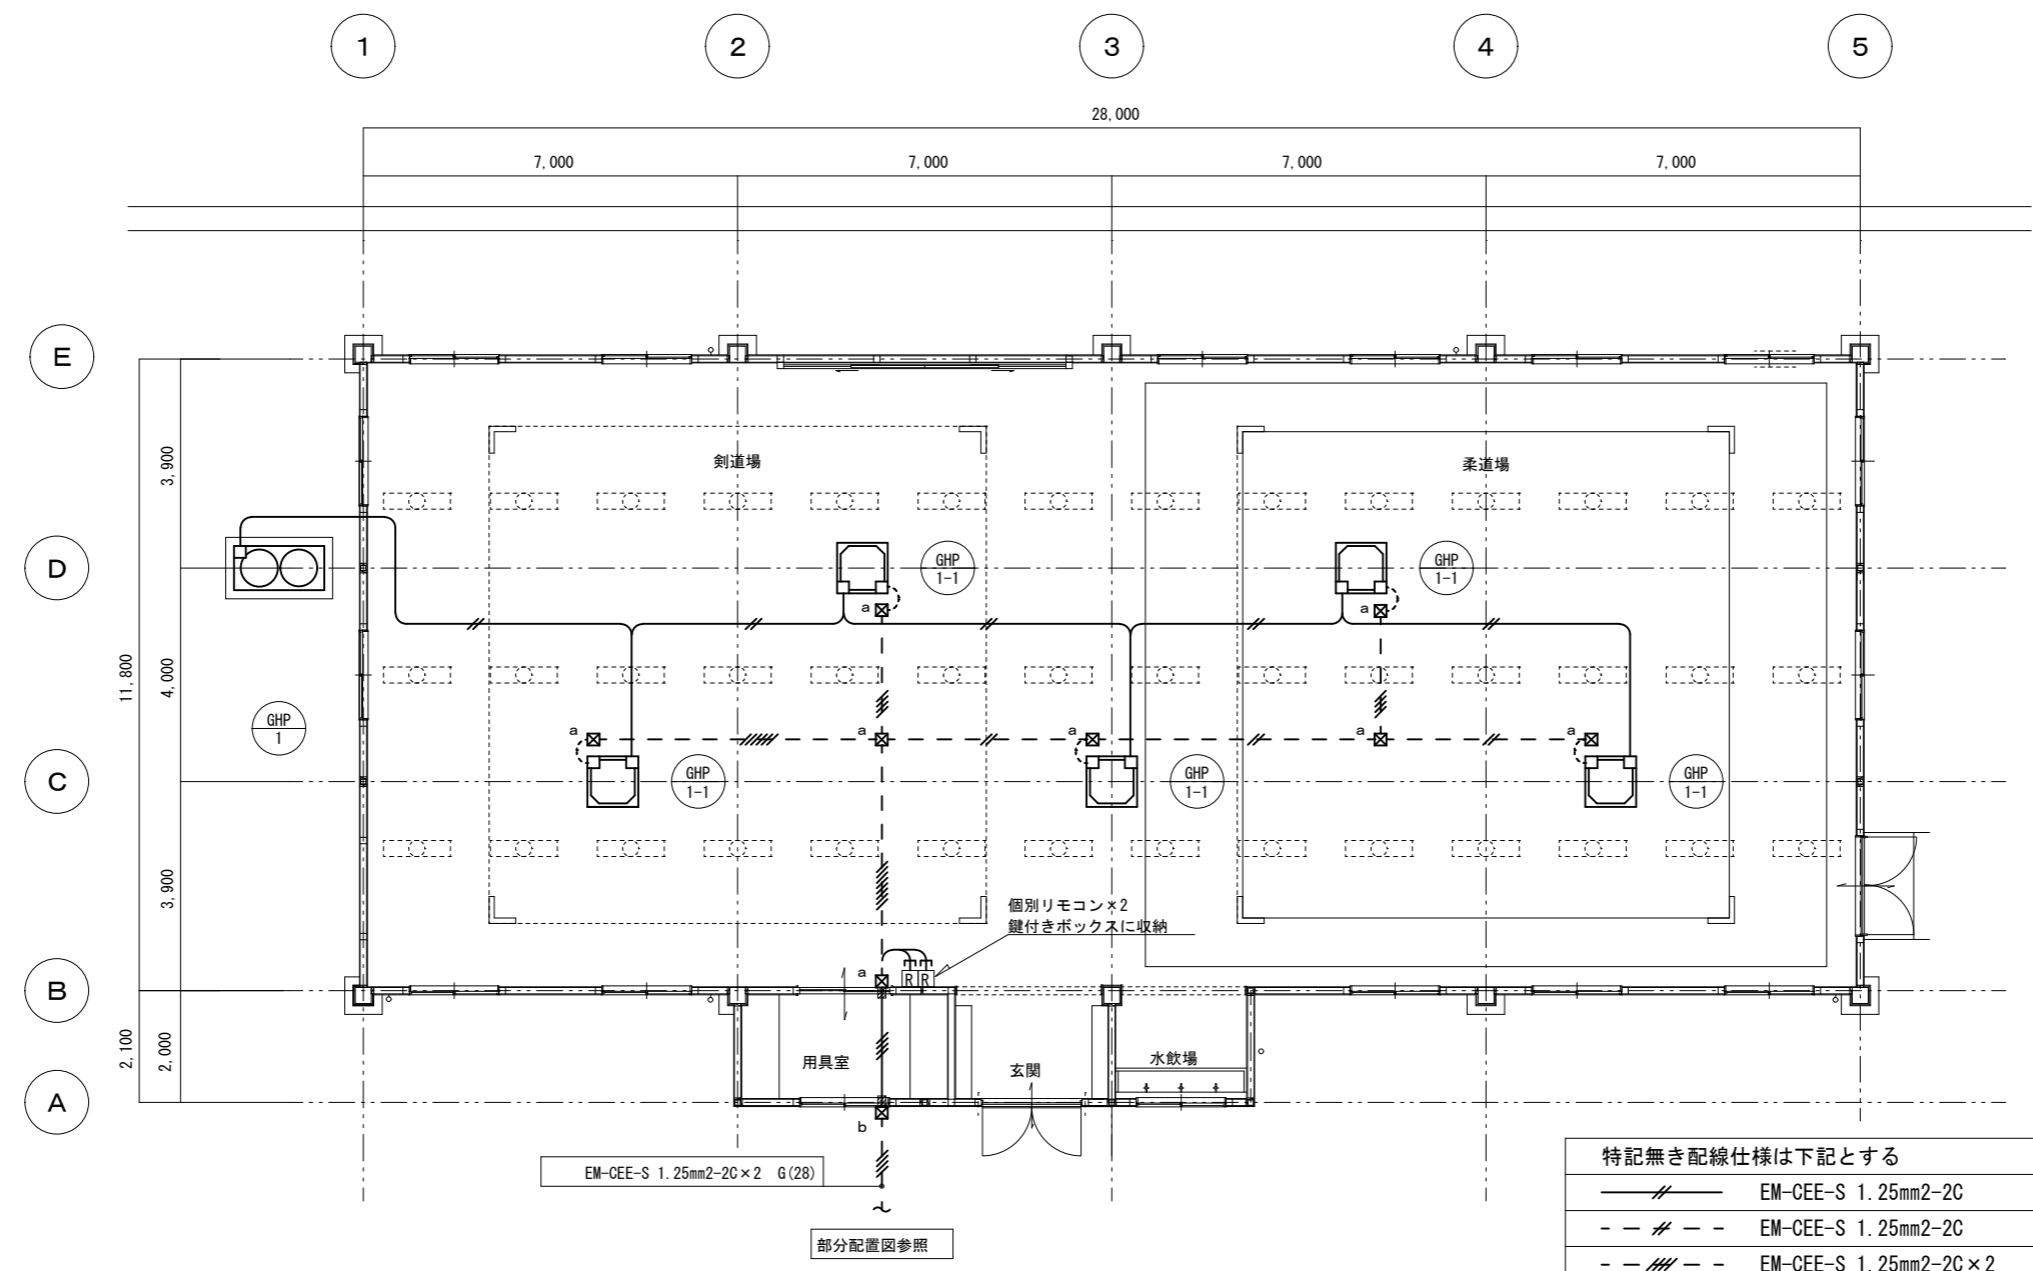 1
2
3
4
5
28,000
7,000
7,000
7,000
7,000
E
D
C
B
A
3,900
4,000
3,900
11,800
2,100
2,000
剣道場
柔道場
GHP
1-1
GHP
1-1
a
a
GHP
1
a
a
a
a
a
GHP
1-1
GHP
1-1
GHP
1-1
個別リモコン×2
鍵付きボックスに収納
a
R R
用具室
玄関
水飲場
b
EM-CEE-S 1.25mm2-2C×2 G(28)
部分配置図参照
特記無き配線仕様は下記とする
EM-CEE-S 1.25mm2-2C
EM-CEE-S 1.25mm2-2C
EM-CEE-S 1.25mm2-2C×2